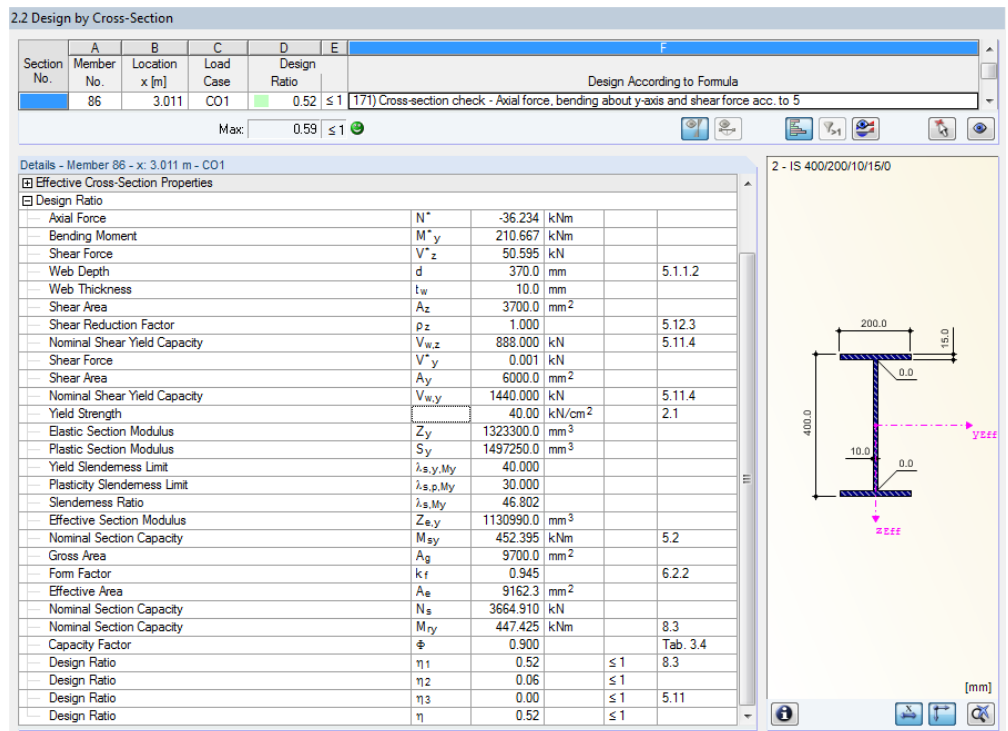 2.2 Design by Cross-Section
A B C D E F
Section No. Member No. Location x [m] Load Case Design Ratio Design According to Formula
86 3.011 CO1 0.52 ≤ 1 171) Cross-section check - Axial force, bending about y-axis and shear force acc. to 5
Max: 0.59 ≤ 1
Details - Member 86 - x: 3.011 m - CO1
Effective Cross-Section Properties
Design Ratio
Axial Force N* -36.234 kNm
Bending Moment M*y 210.667 kNm
Shear Force V*z 50.595 kN
Web Depth d 370.0 mm 5.1.1.2
Web Thickness tw 10.0 mm
Shear Area Az 3700.0 mm2
Shear Reduction Factor ρz 1.000 5.12.3
Nominal Shear Yield Capacity Vw,z 888.000 kN 5.11.4
Shear Force V*y 0.001 kN
Shear Area Ay 6000.0 mm2
Nominal Shear Yield Capacity Vw,y 1440.000 kN 5.11.4
Yield Strength 40.00 kN/cm2 2.1
Elastic Section Modulus Zy 1323300.0 mm3
Plastic Section Modulus Sy 1497250.0 mm3
Yield Slenderness Limit λs,y,My 40.000
Plasticity Slenderness Limit λs,p,My 30.000
Slenderness Ratio λs,My 46.802
Effective Section Modulus Ze,y 1130990.0 mm3
Nominal Section Capacity Msy 452.395 kNm 5.2
Gross Area Ag 9700.0 mm2
Form Factor kf 0.945 6.2.2
Effective Area Ae 9162.3 mm2
Nominal Section Capacity Ns 3664.910 kN
Nominal Section Capacity Mry 447.425 kNm 8.3
Capacity Factor Φ 0.900 Tab. 3.4
Design Ratio η1 0.52 ≤ 1 8.3
Design Ratio η2 0.06 ≤ 1
Design Ratio η3 0.00 ≤ 1 5.11
Design Ratio η 0.52 ≤ 1
2 - IS 400/200/10/15/0
200.0
15.0
0.0
400.0
yEff
10.0
0.0
zEff
[mm]